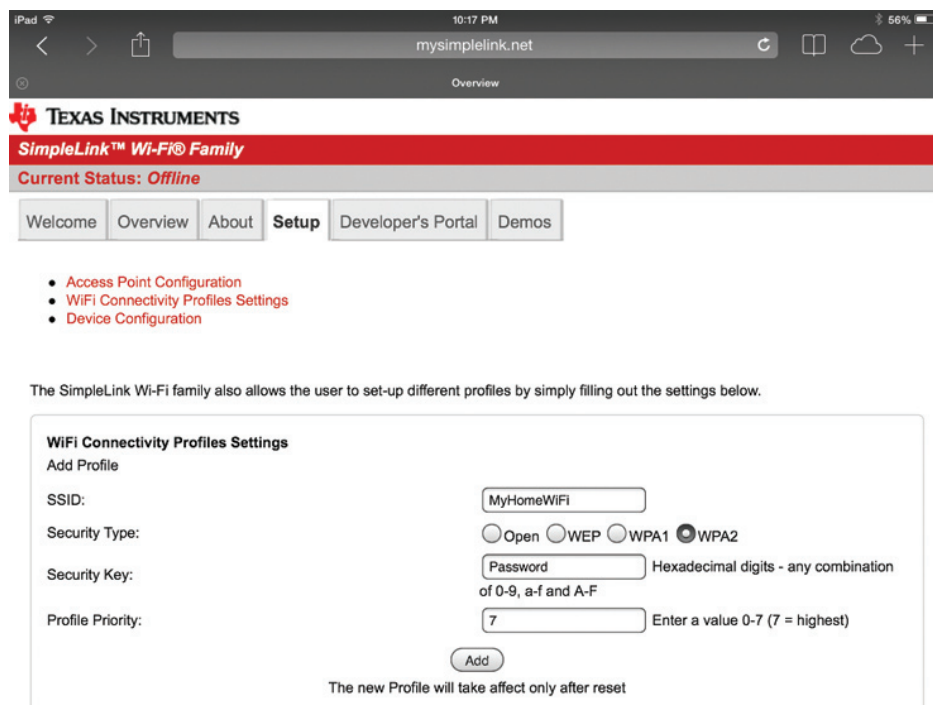 iPad 10:17 PM 56%
mysimplelink.net
Overview
TEXAS INSTRUMENTS
SimpleLink™ Wi-Fi® Family
Current Status: Offline
Welcome Overview About Setup Developer's Portal Demos
• Access Point Configuration
• WiFi Connectivity Profiles Settings
• Device Configuration
The SimpleLink Wi-Fi family also allows the user to set-up different profiles by simply filling out the settings below.
WiFi Connectivity Profiles Settings
Add Profile
SSID: MyHomeWiFi
Security Type: Open WEP WPA1 WPA2
Security Key: Password Hexadecimal digits - any combination
of 0-9, a-f and A-F
Profile Priority: 7 Enter a value 0-7 (7 = highest)
Add
The new Profile will take affect only after reset